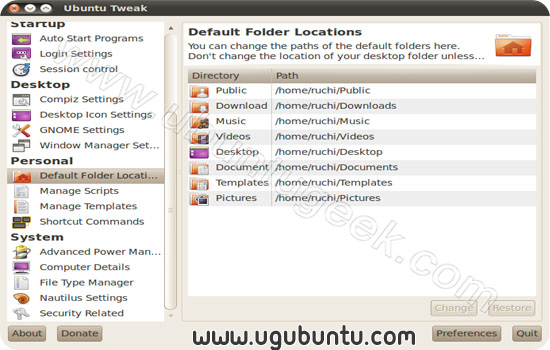 Ubuntu Tweak
Startup
Auto Start Programs
Login Settings
Session control
Desktop
Compiz Settings
Desktop Icon Settings
GNOME Settings
Window Manager Set...
Personal
Default Folder Locati...
Manage Scripts
Manage Templates
Shortcut Commands
System
Advanced Power Man...
Computer Details
File Type Manager
Nautilus Settings
Security Related
Default Folder Locations
You can change the paths of the default folders here.
Don't change the location of your desktop folder unless...
Directory Path
Public /home/ruchi/Public
Download /home/ruchi/Downloads
Music /home/ruchi/Music
Videos /home/ruchi/Videos
Desktop /home/ruchi/Desktop
Document /home/ruchi/Documents
Templates /home/ruchi/Templates
Pictures /home/ruchi/Pictures
Change Restore
About Donate Preferences Quit
www.ubuntugeek.com
www.ugubuntu.com